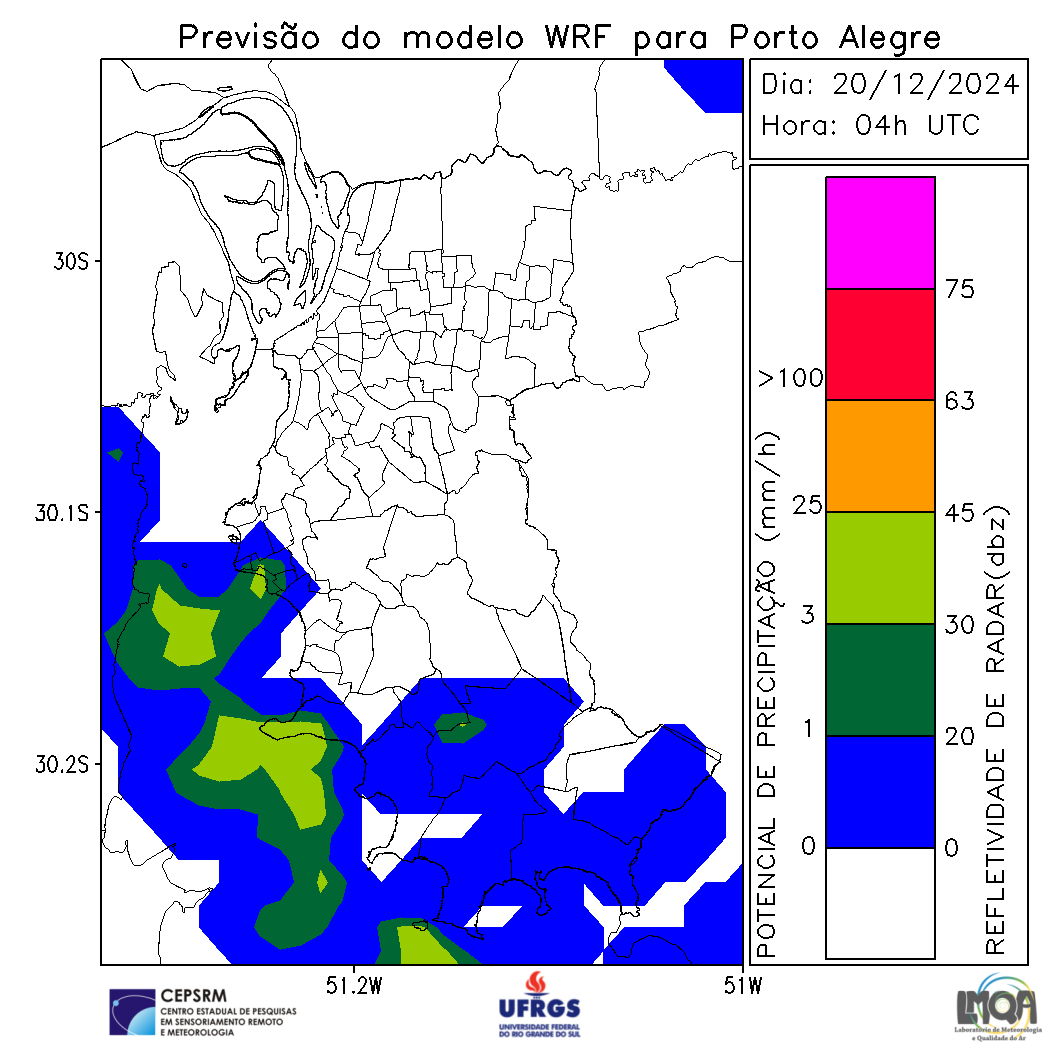 Previsão do modelo WRF para Porto Alegre
Dia: 20/12/2024
Hora: 04h UTC
30S
30.1S
30.2S
51.2W
51W
POTENCIAL DE PRECIPITAÇÃO (mm/h)
>100
25
3
1
0
75
63
45
30
20
0
REFLETIVIDADE DE RADAR(dbz)
CEPSRM
CENTRO ESTADUAL DE PESQUISAS
EM SENSORIAMENTO REMOTO
E METEOROLOGIA
UFRGS
UNIVERSIDADE FEDERAL
DO RIO GRANDE DO SUL
LMQA
Laboratório de Meteorologia
e Qualidade do Ar